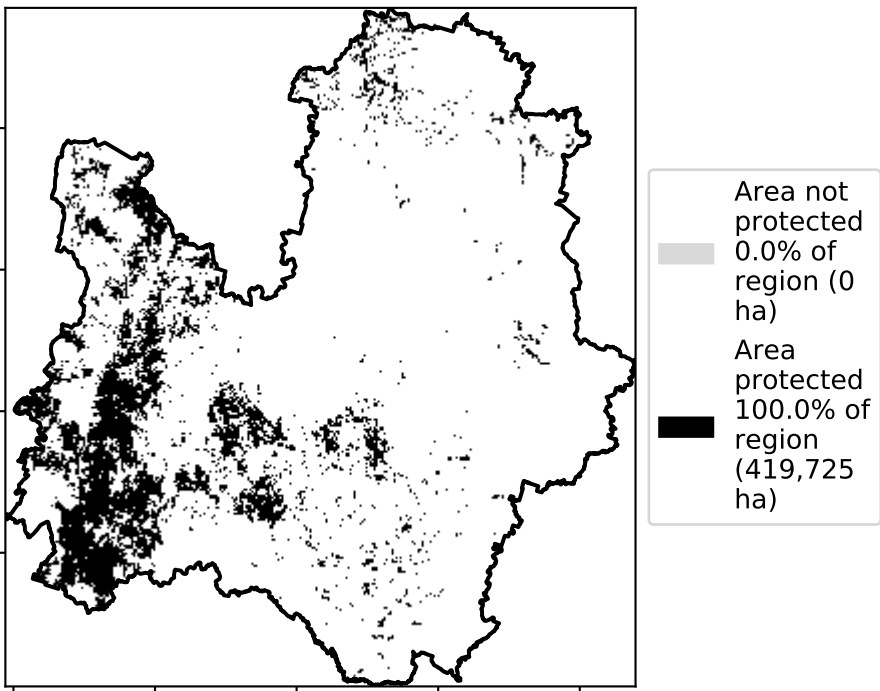 Area not
protected
0.0% of
region (0
ha)
Area
protected
100.0% of
region
(419,725
ha)